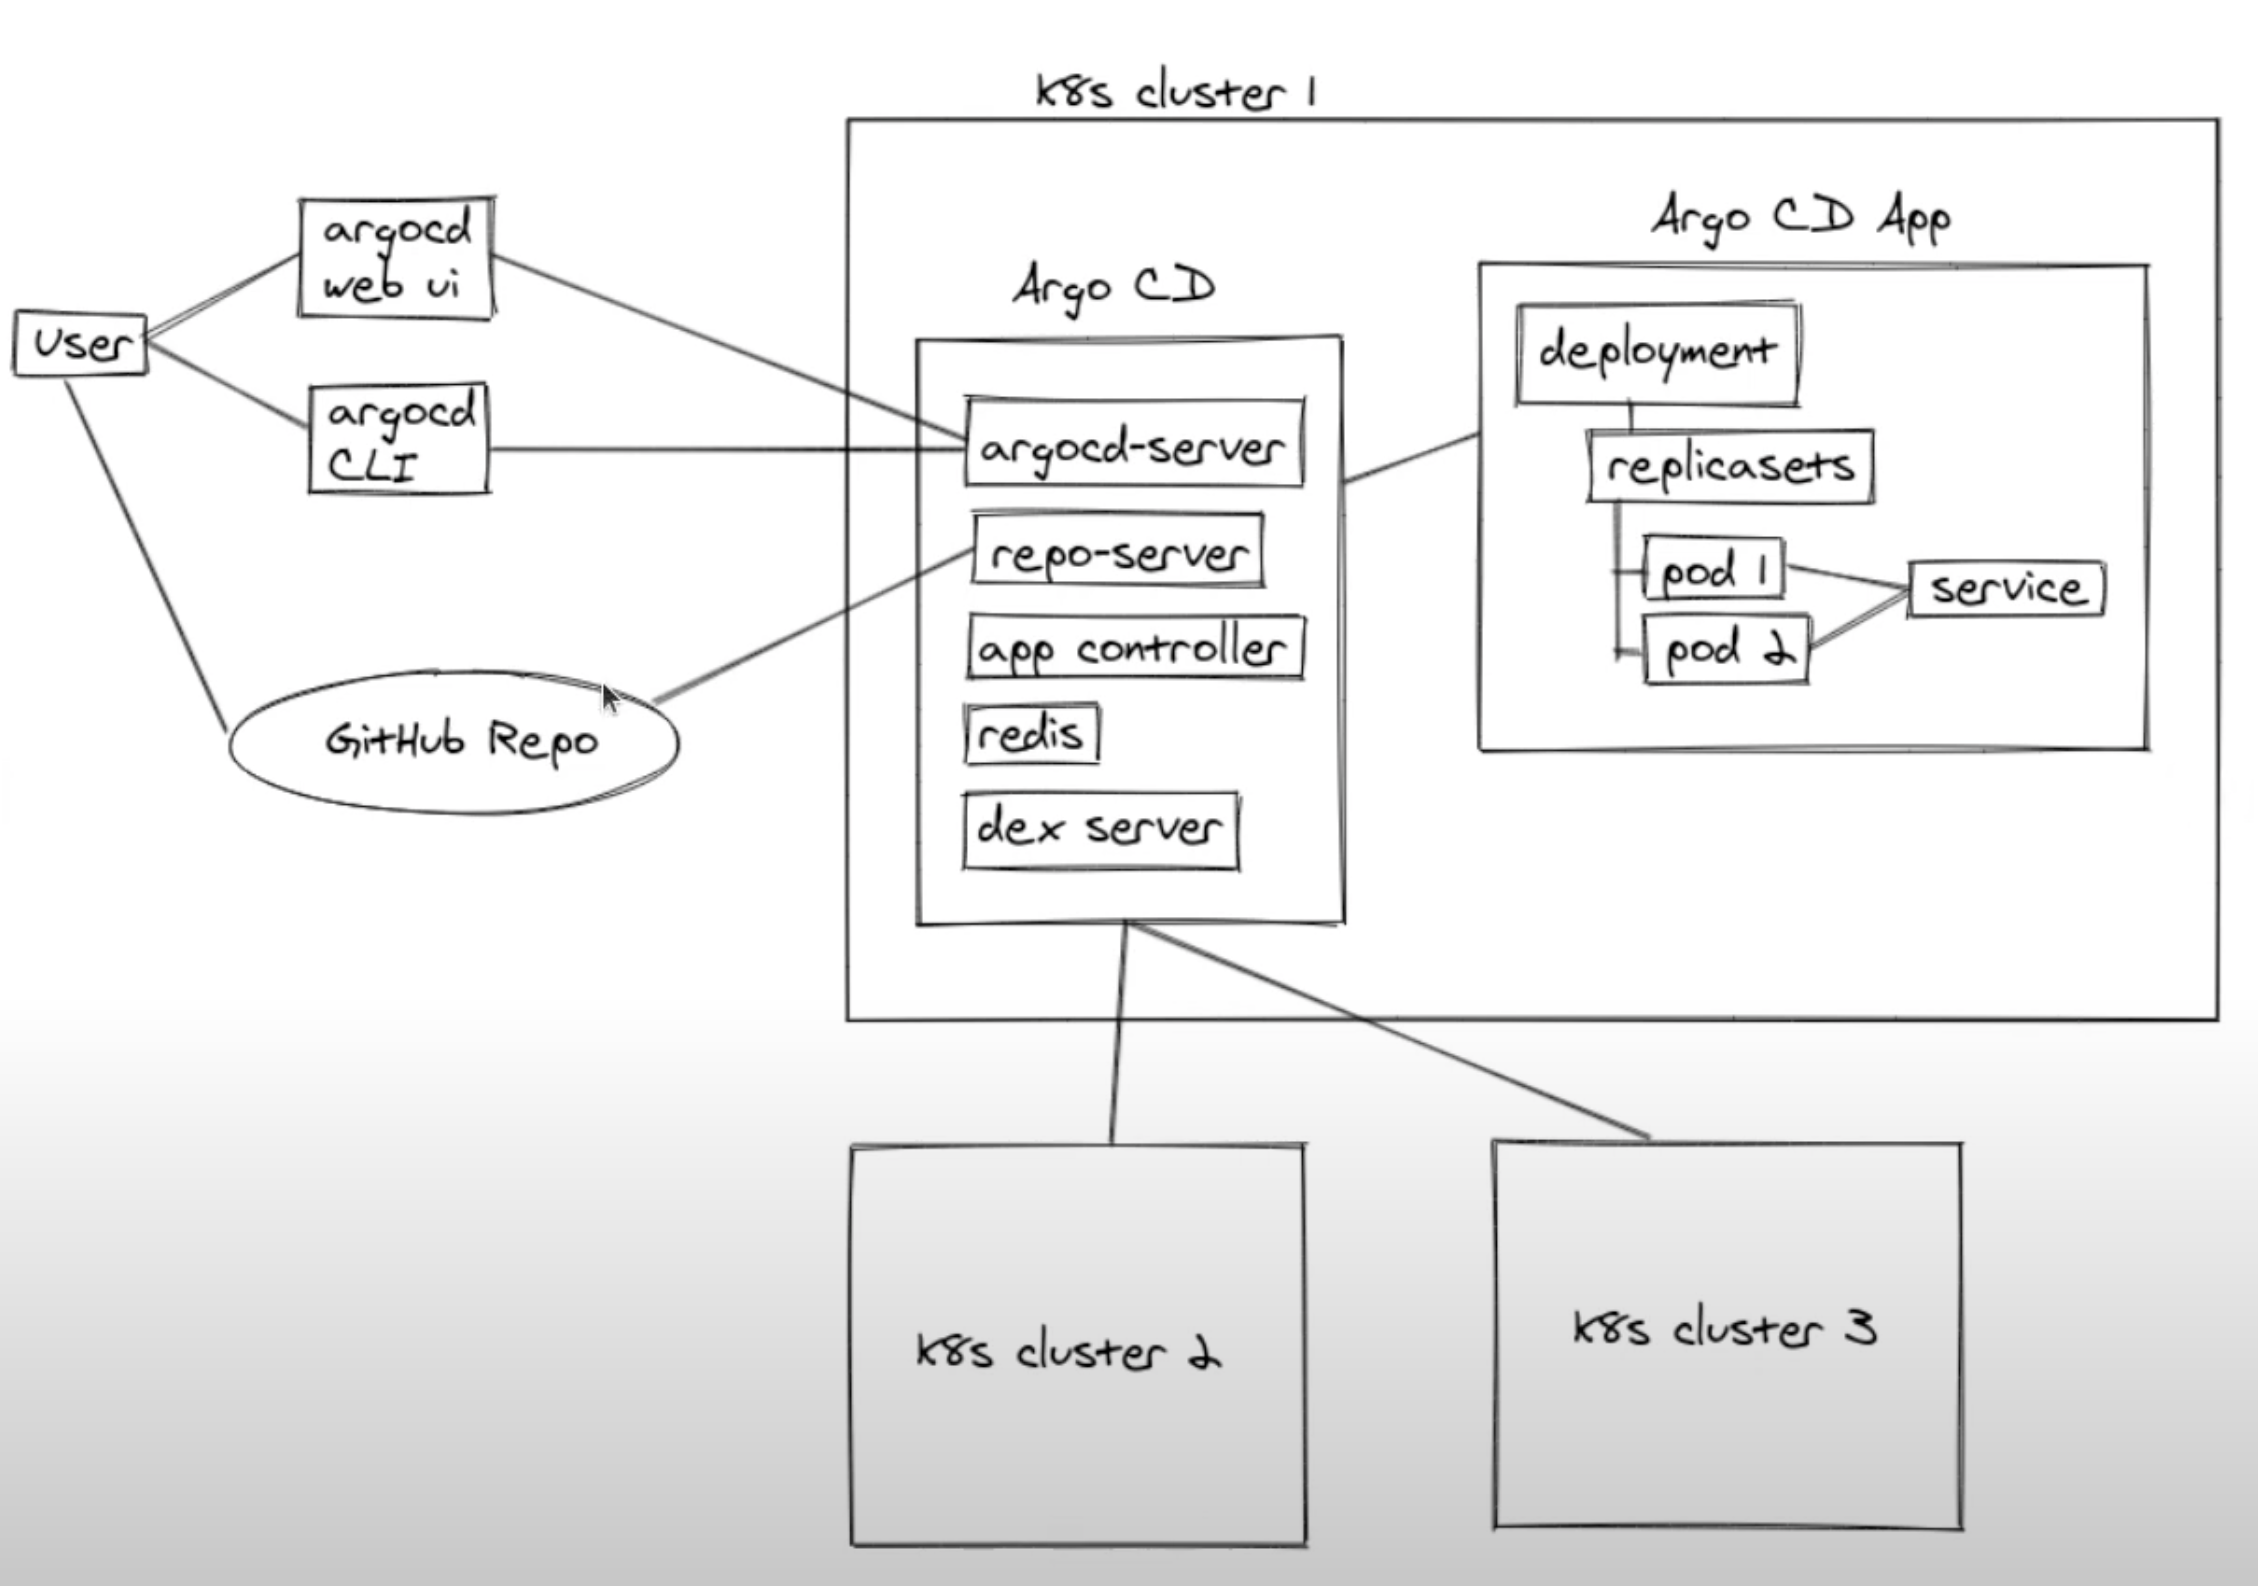 K8s cluster 1
Argo CD App
argocd
web ui
Argo CD
User
deployment
argocd
CLI
argocd-server
replicasets
repo-server
pod 1
service
app controller
pod 2
GitHub Repo
redis
dex server
K8s cluster 2
K8s cluster 3